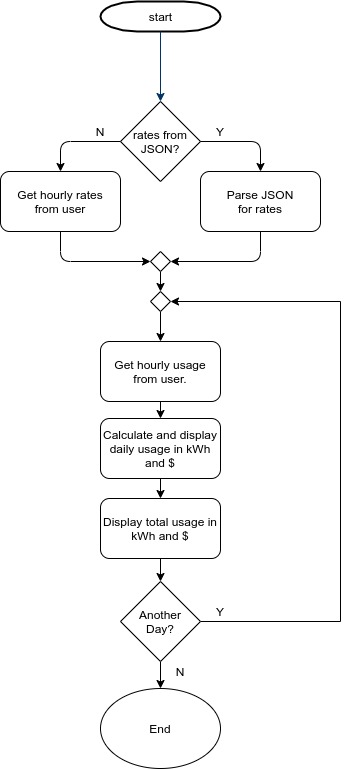 start
rates from
JSON?
N
Y
Get hourly rates
from user
Parse JSON
for rates
Get hourly usage
from user.
Calculate and display
daily usage in kWh
and $
Display total usage in
kWh and $
Another
Day?
Y
N
End